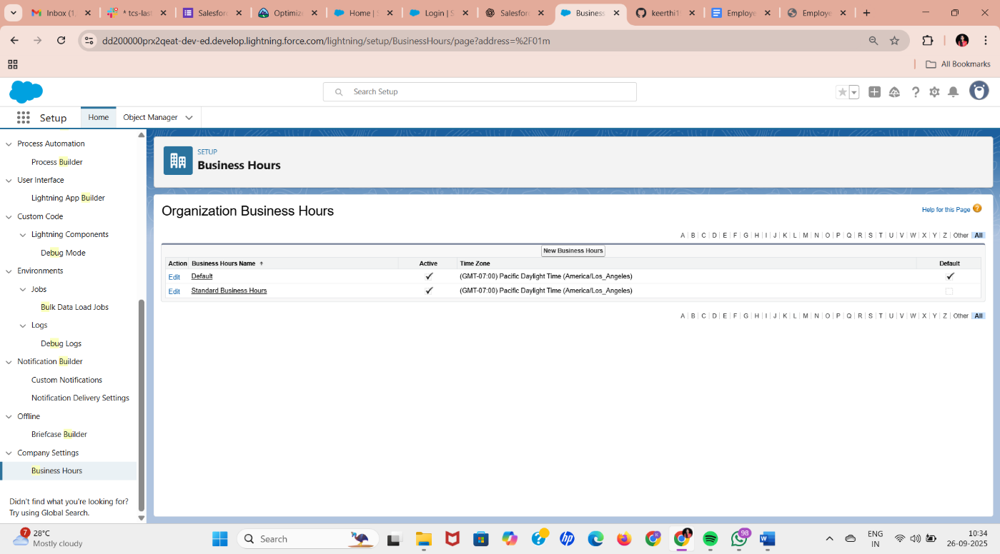 Inbox (1,
* tcs-last
Salesforc
Optimize
Home | S
Login | S
Salesforc
Business
keerthi1
Employe
Employe
dd200000prx2qeat-dev-ed.develop.lightning.force.com/lightning/setup/BusinessHours/page?address=%2F01m
All Bookmarks
Search Setup
Setup
Home
Object Manager
Process Automation
Process Builder
User Interface
Lightning App Builder
Custom Code
Lightning Components
Debug Mode
Environments
Jobs
Bulk Data Load Jobs
Logs
Debug Logs
Notification Builder
Custom Notifications
Notification Delivery Settings
Offline
Briefcase Builder
Company Settings
Business Hours
Didn't find what you're looking for?
Try using Global Search.
SETUP
Business Hours
Organization Business Hours
Help for this Page ?
A | B | C | D | E | F | G | H | I | J | K | L | M | N | O | P | Q | R | S | T | U | V | W | X | Y | Z | Other | All
New Business Hours
Action Business Hours Name Active Time Zone Default
Edit Default (GMT-07:00) Pacific Daylight Time (America/Los_Angeles)
Edit Standard Business Hours (GMT-07:00) Pacific Daylight Time (America/Los_Angeles)
A | B | C | D | E | F | G | H | I | J | K | L | M | N | O | P | Q | R | S | T | U | V | W | X | Y | Z | Other | All
7
28°C
Mostly cloudy
Search
98
ENG
IN
10:34
26-09-2025